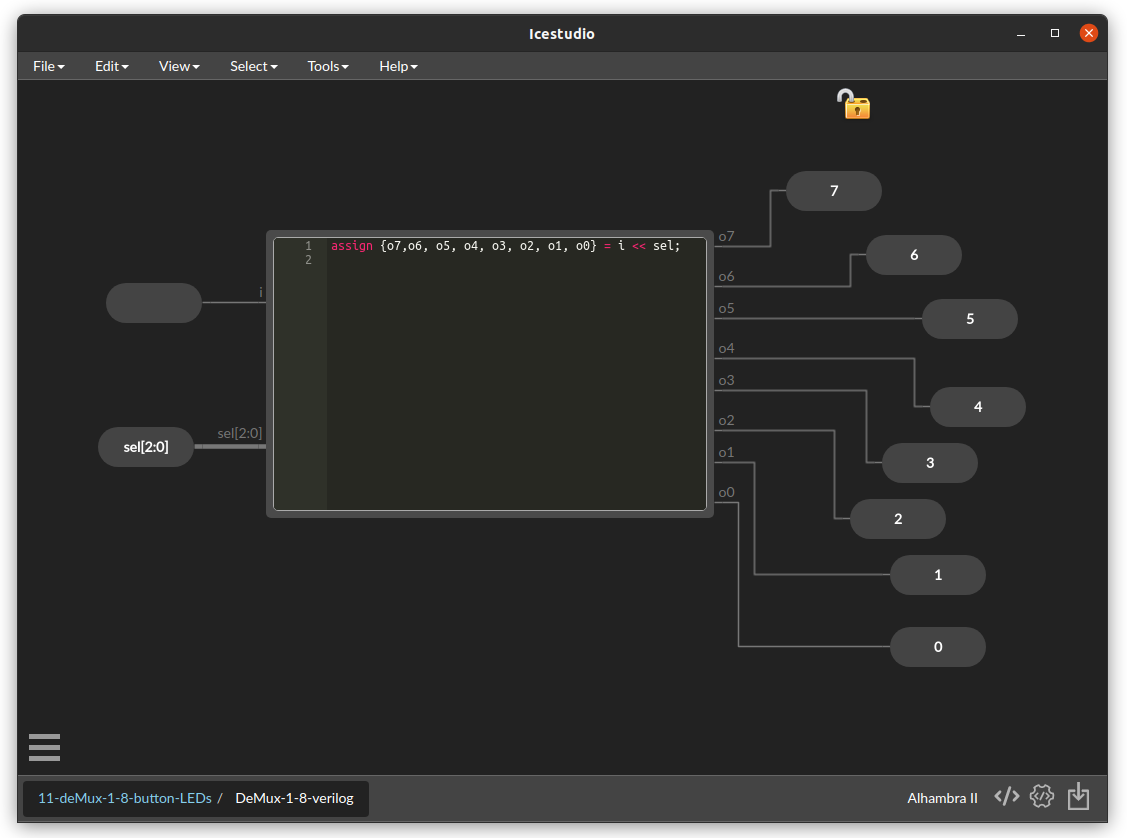 Icestudio
File Edit View Select Tools Help
7
o7
1 assign {o7,o6, o5, o4, o3, o2, o1, o0} = i << sel;
2
6
o6
i
o5
5
o4
4
o3
3
o2
sel[2:0]
sel[2:0]
o1
o0
2
1
0
11-deMux-1-8-button-LEDs / DeMux-1-8-verilog
Alhambra II